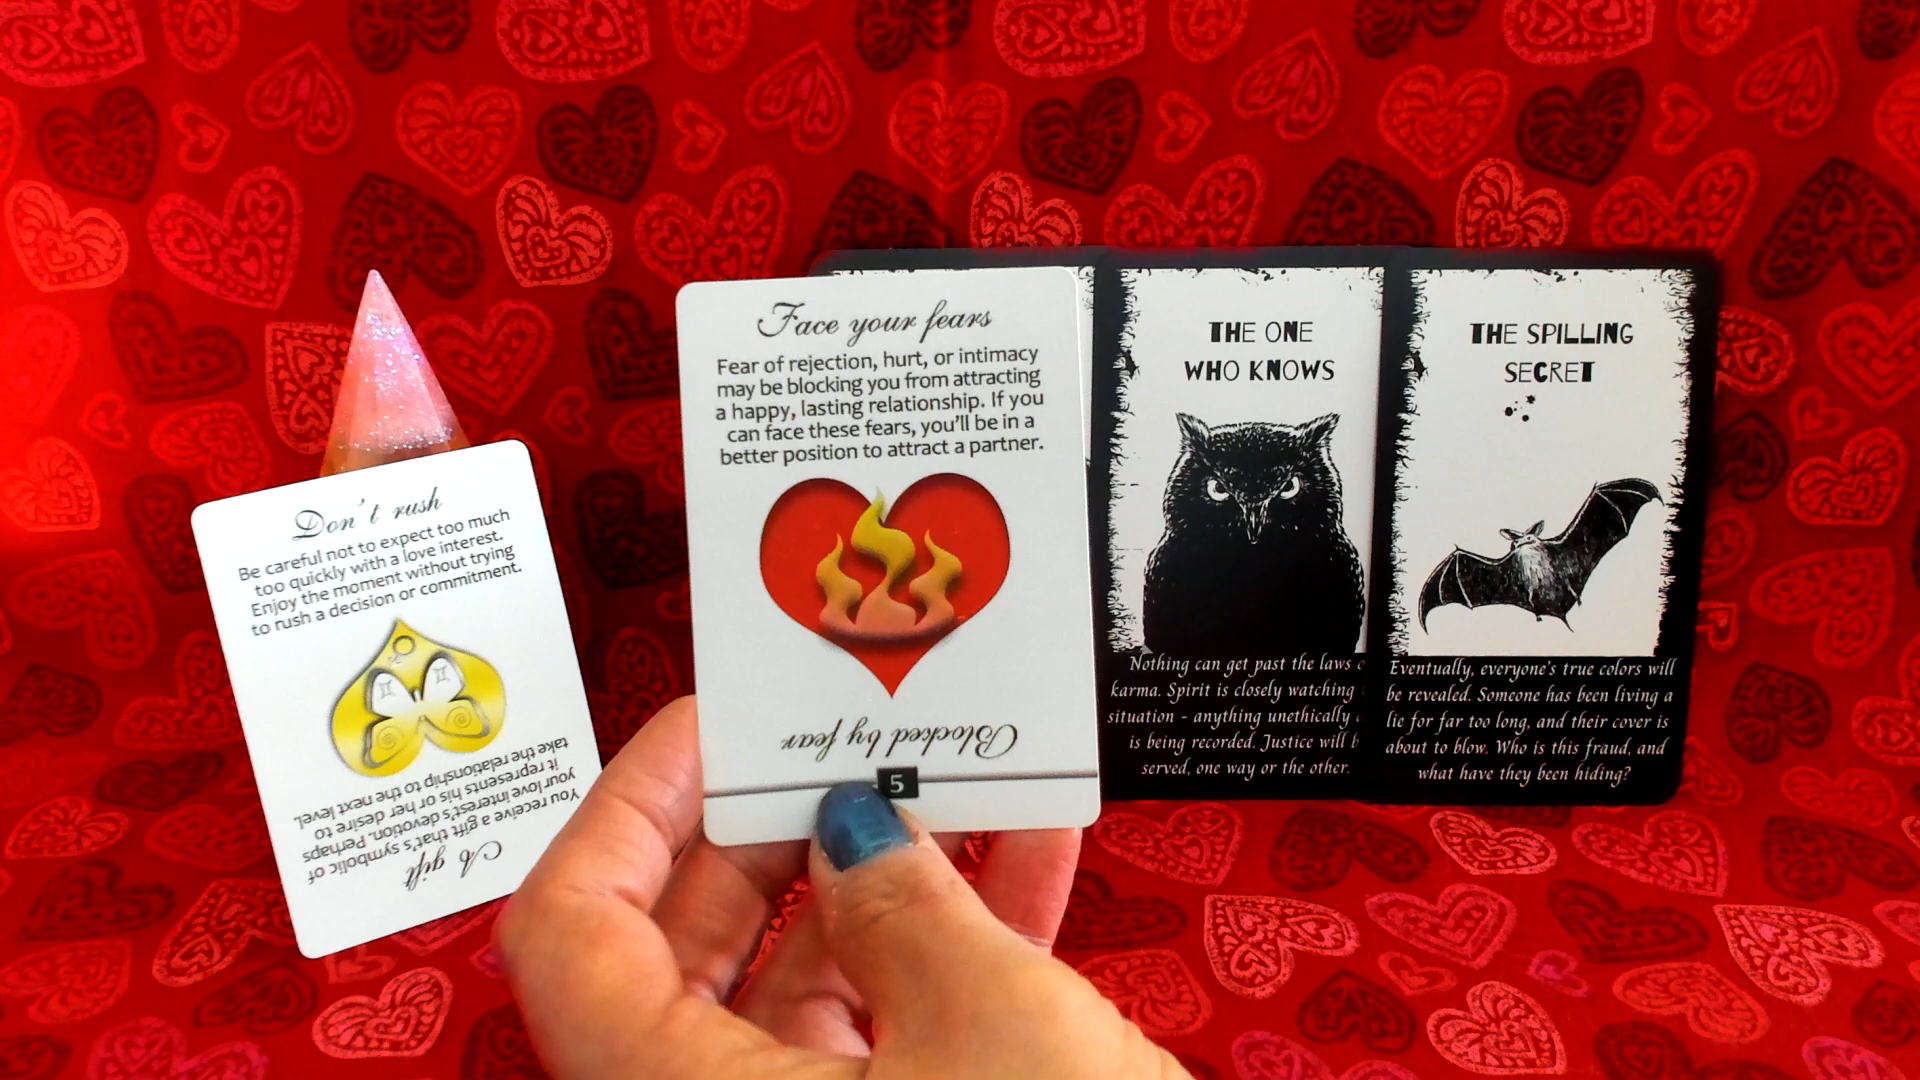 Don't rush
Be careful not to expect too much
too quickly with a love interest.
Enjoy the moment without trying
to rush a decision or commitment.
A gift
You receive a gift that's symbolic of
your love interest's devotion. Perhaps
it represents his or her desire to
take the relationship to the next level.
Face your fears
Fear of rejection, hurt, or intimacy
may be blocking you from attracting
a happy, lasting relationship. If you
can face these fears, you'll be in a
better position to attract a partner.
Blocked by fear
5
THE ONE
WHO KNOWS
Nothing can get past the laws
karma. Spirit is closely watching
situation - anything unethically
is being recorded. Justice will
served, one way or the other.
THE SPILLING
SECRET
Eventually, everyone's true colors will
be revealed. Someone has been living a
lie for far too long, and their cover is
about to blow. Who is this fraud, and
what have they been hiding?